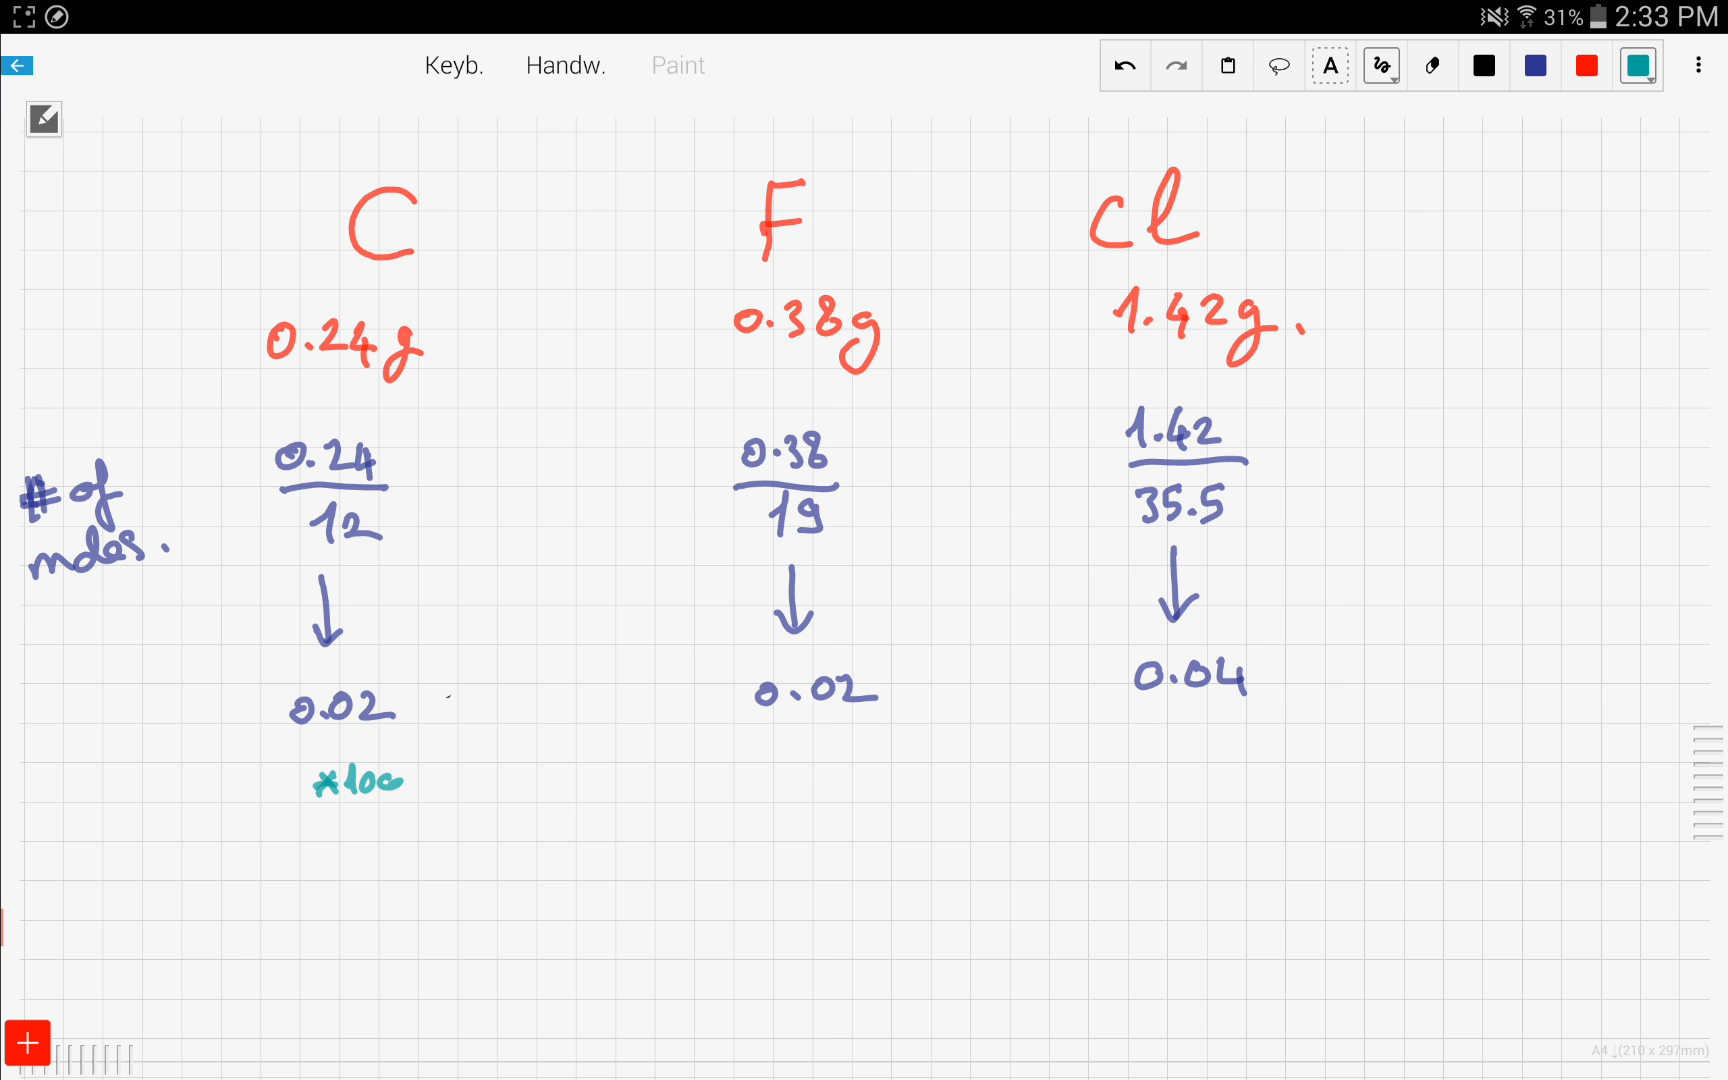 31% 2:33 PM
Keyb. Handw. Paint A
C F cl
0.24g 0.38g 1.42g.
# of moles.
0.24 0.38 1.42
12 19 35.5
0.02 0.02 0.04
*100
A4 ↓(210 x 297mm)